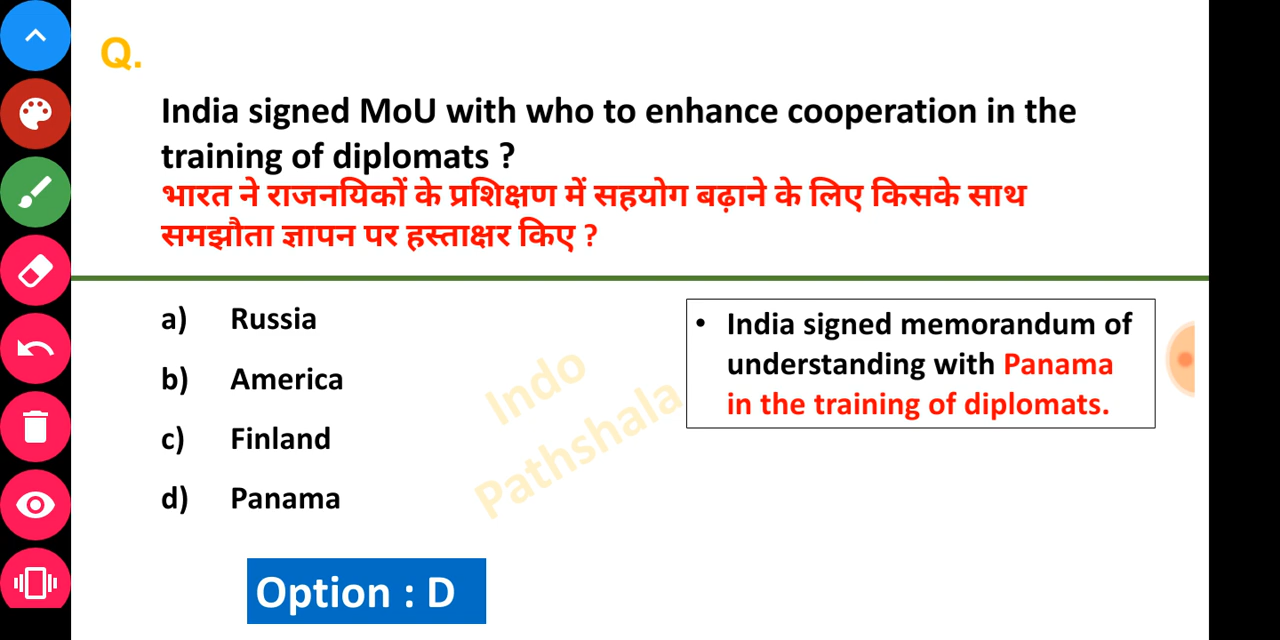 Q.
India signed MoU with who to enhance cooperation in the
training of diplomats ?
भारत ने राजनयिकों के प्रशिक्षण में सहयोग बढ़ाने के लिए किसके साथ
समझौता ज्ञापन पर हस्ताक्षर किए ?
a) Russia
b) America
c) Finland
d) Panama
• India signed memorandum of
understanding with Panama
in the training of diplomats.
Indo
Pathshala
Option : D